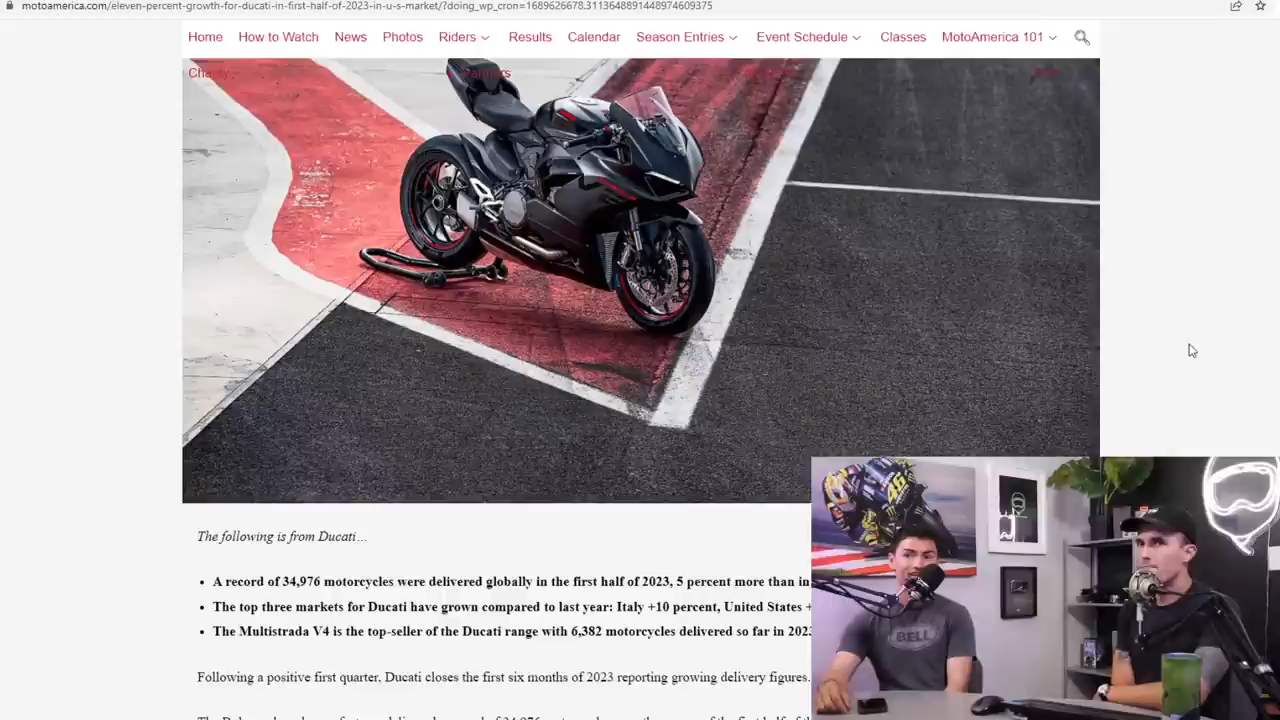 motoamerica.com/eleven-percent-growth-for-ducati-in-first-half-of-2023-in-u-s-market/?doing_wp_cron=1689626678.3113648891448974609375
Home How to Watch News Photos Riders Results Calendar Season Entries Event Schedule Classes MotoAmerica 101
Charity Partners
The following is from Ducati…
• A record of 34,976 motorcycles were delivered globally in the first half of 2023, 5 percent more than in
• The top three markets for Ducati have grown compared to last year: Italy +10 percent, United States +
• The Multistrada V4 is the top-seller of the Ducati range with 6,382 motorcycles delivered so far in 2023
Following a positive first quarter, Ducati closes the first six months of 2023 reporting growing delivery figures.
46
BELL